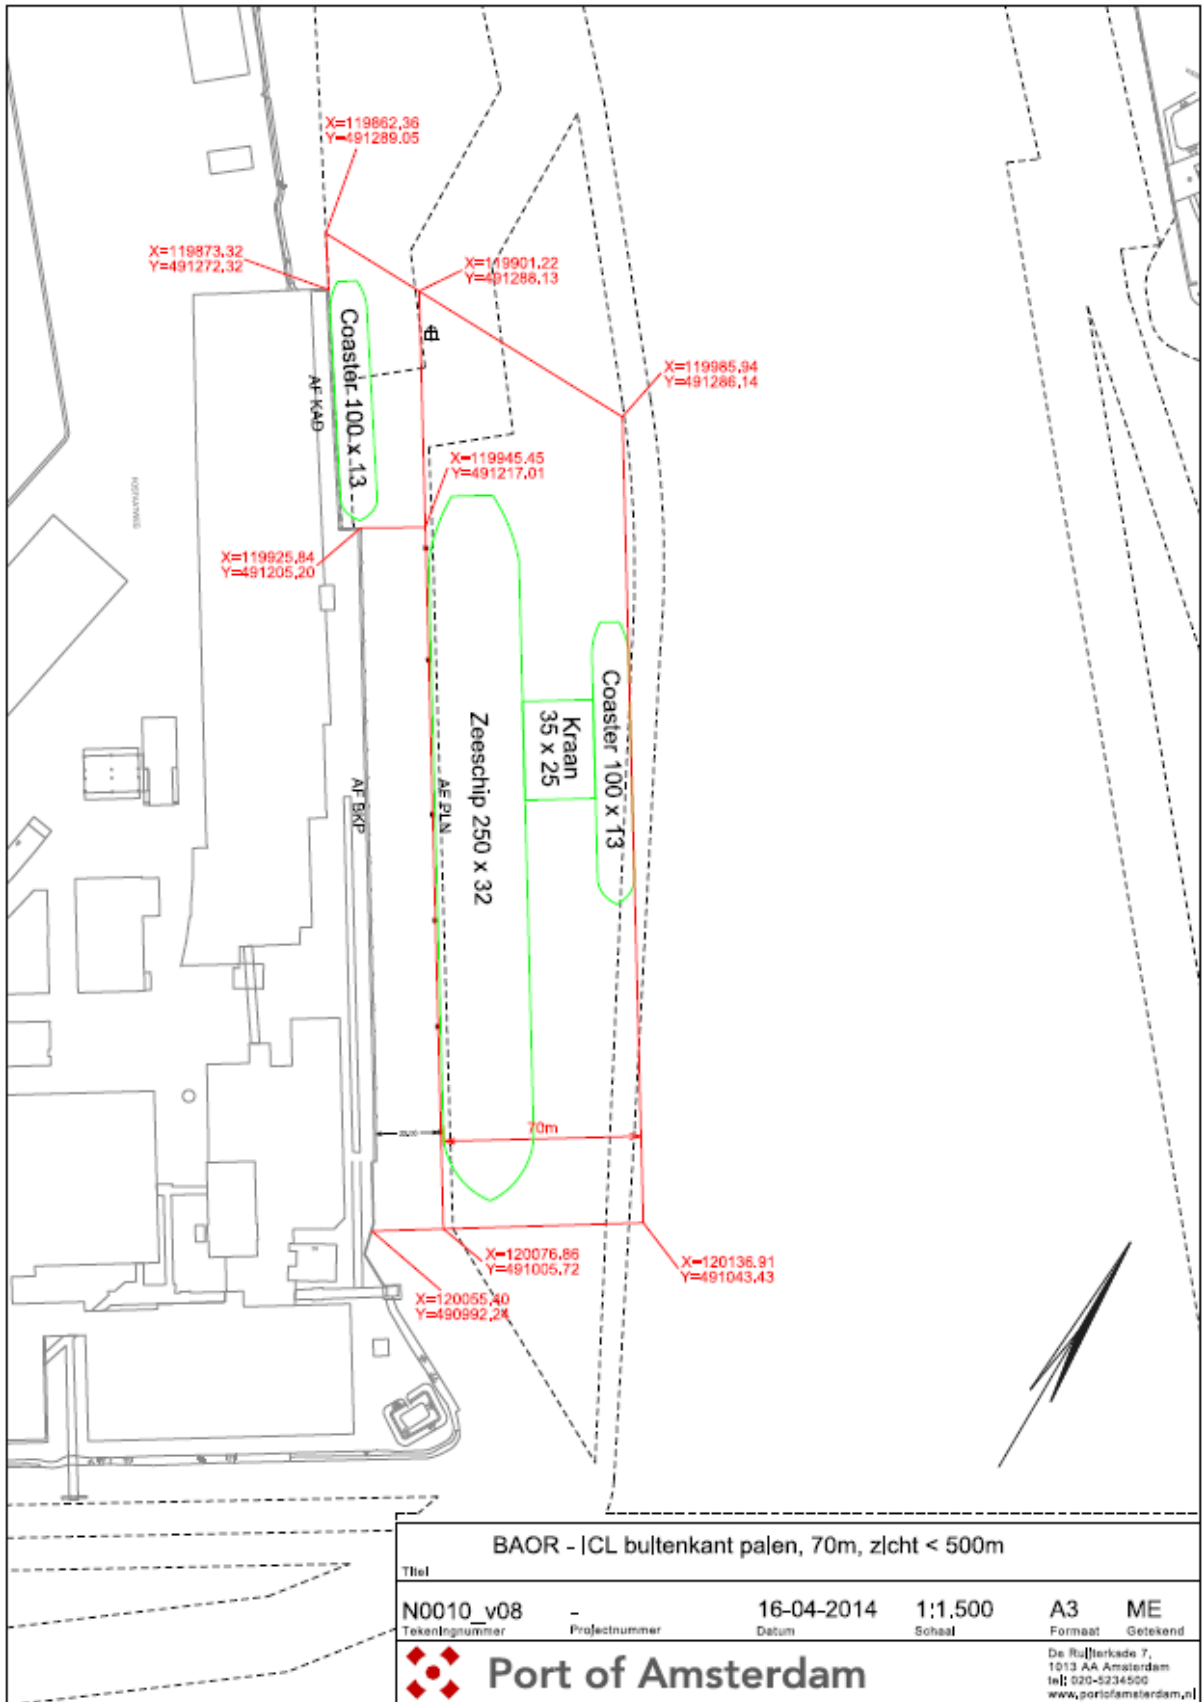 X=119862,36
Y=491289.05
X=119873,32
Y=491272,32
X=119901.22
Y=491288,13
X=119985,94
Y=491286,14
X=119945.45
Y=491217.01
X=119925,84
Y=491205,20
Coaster 100 x 13
AF KAD
AF BKP
AF PLN
Zeeschip 250 x 32
Kraan
35 x 25
Coaster 100 x 13
70m
X=120076,86
Y=491005,72
X=120136,91
Y=491043,43
X=120055,40
Y=490992,24
BAOR - ICL buitenkant palen, 70m, zicht < 500m
Titel
N0010_v08 - 16-04-2014 1:1.500 A3 ME
Tekeningnummer Projectnummer Datum Schaal Formaat Getekend
Port of Amsterdam
De Ruijterkade 7,
1013 AA Amsterdam
tel: 020-5234500
www.portofamsterdam.nl